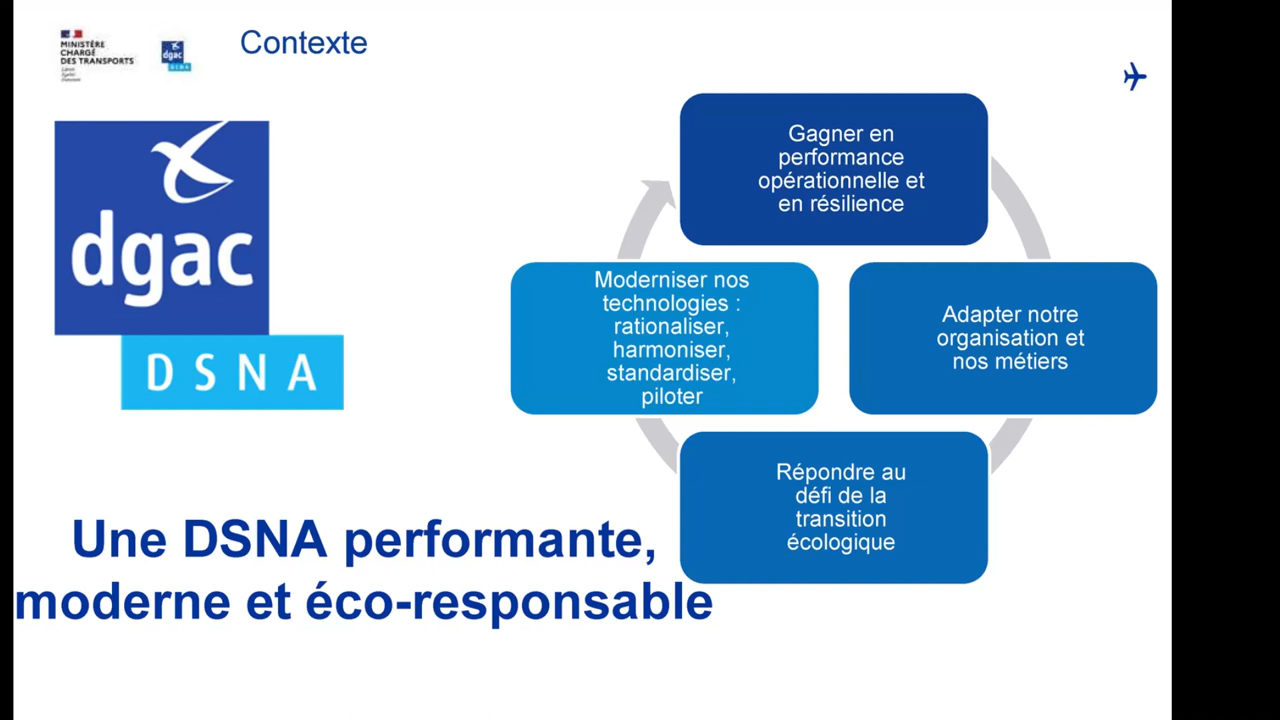 MINISTÈRE
CHARGÉ
DES TRANSPORTS
dgac
DSNA
Contexte
dgac
DSNA
Gagner en
performance
opérationnelle et
en résilience
Moderniser nos
technologies :
rationaliser,
harmoniser,
standardiser,
piloter
Adapter notre
organisation et
nos métiers
Répondre au
défi de la
transition
écologique
Une DSNA performante,
moderne et éco-responsable